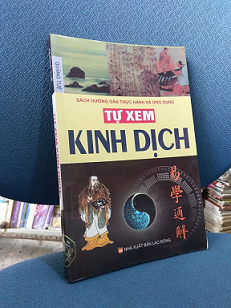 SÁCH HƯỚNG DẪN THỰC HÀNH VÀ ỨNG DỤNG
TỰ XEM
KINH DỊCH
易學通解
NHÀ XUẤT BẢN LAO ĐỘNG